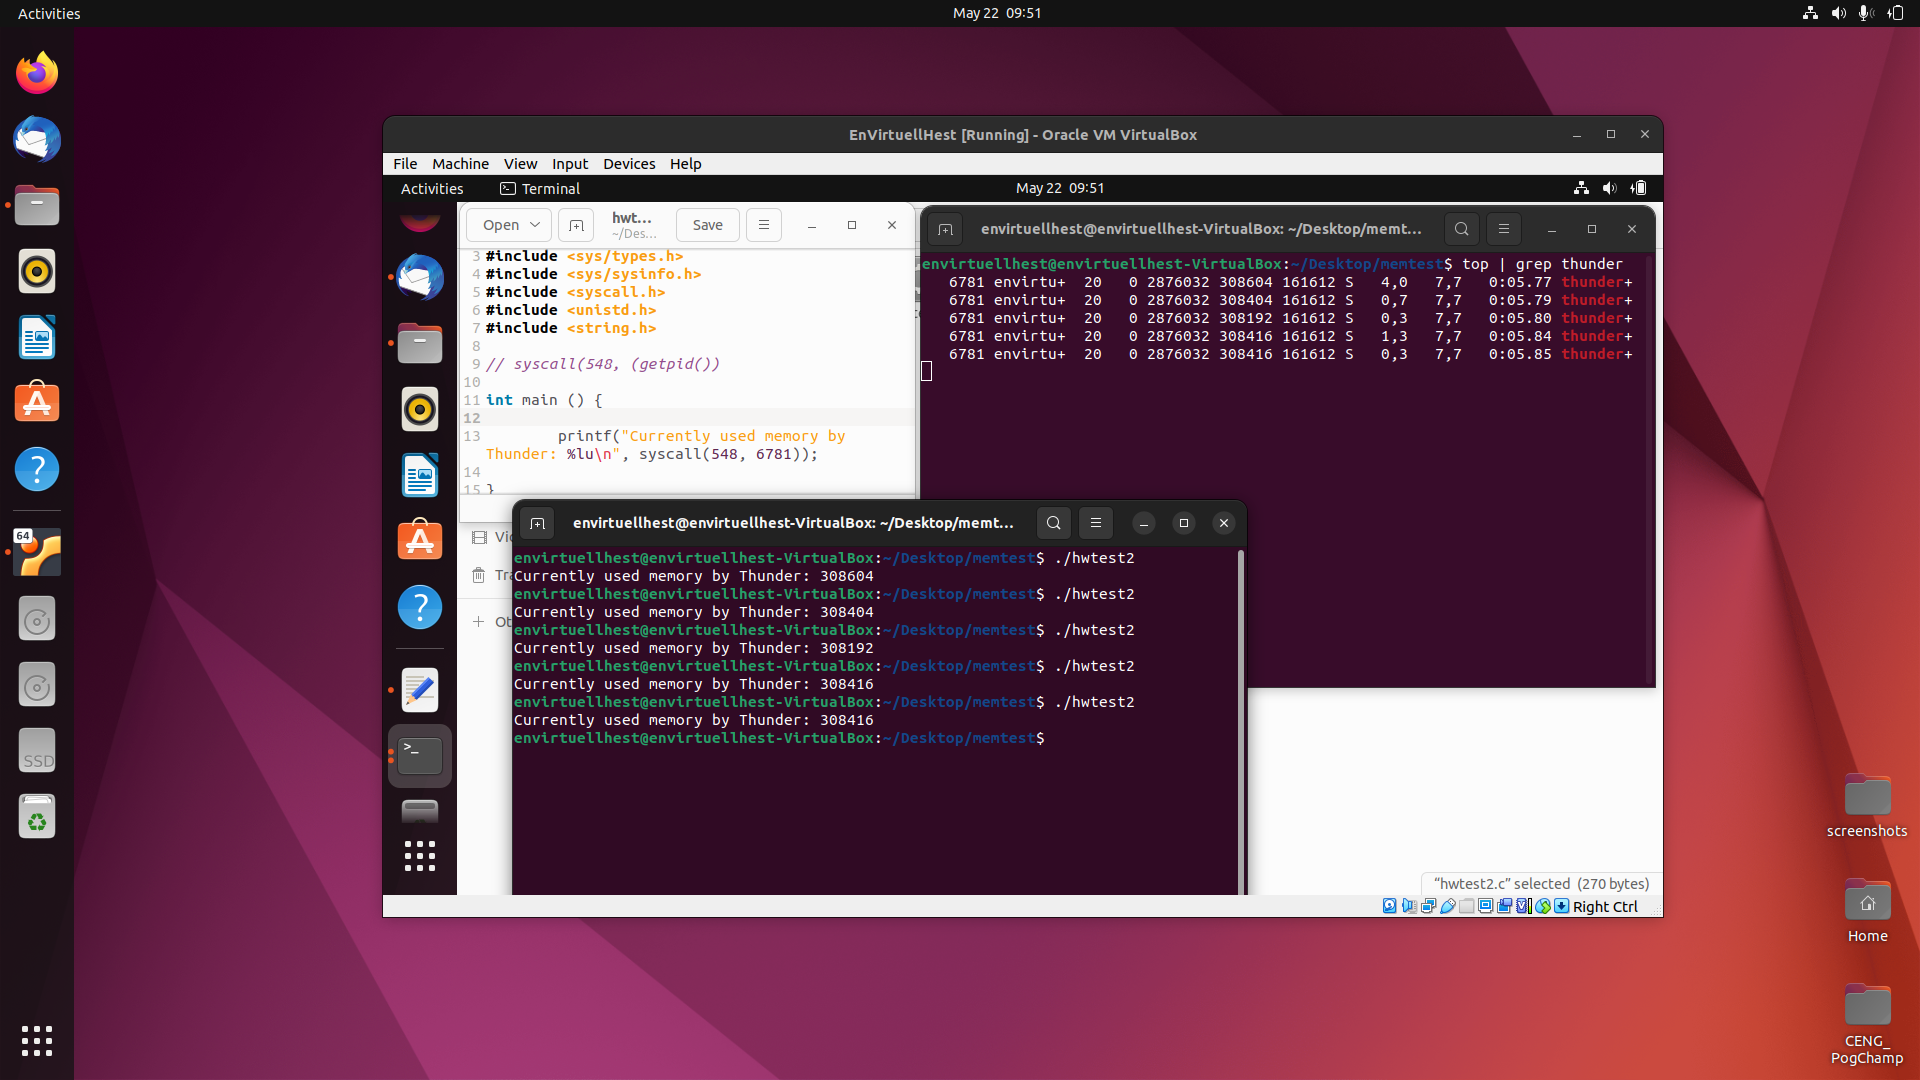 Activities
May 22  09:51
64
SSD
EnVirtuellHest [Running] - Oracle VM VirtualBox
File Machine View Input Devices Help
Activities
Terminal
May 22  09:51
Open
hwt...
~/Des...
Save
3 #include <sys/types.h>
4 #include <sys/sysinfo.h>
5 #include <syscall.h>
6 #include <unistd.h>
7 #include <string.h>
8
9 // syscall(548, (getpid())
10
11 int main () {
12
13         printf("Currently used memory by
Thunder: %lu\n", syscall(548, 6781));
14
15 }
envirtuellhest@envirtuellhest-VirtualBox: ~/Desktop/memt...
envirtuellhest@envirtuellhest-VirtualBox:~/Desktop/memtest$ top | grep thunder
6781 envirtu+  20   0 2876032 308604 161612 S   4,0   7,7   0:05.77 thunder+
6781 envirtu+  20   0 2876032 308404 161612 S   0,7   7,7   0:05.79 thunder+
6781 envirtu+  20   0 2876032 308192 161612 S   0,3   7,7   0:05.80 thunder+
6781 envirtu+  20   0 2876032 308416 161612 S   1,3   7,7   0:05.84 thunder+
6781 envirtu+  20   0 2876032 308416 161612 S   0,3   7,7   0:05.85 thunder+
envirtuellhest@envirtuellhest-VirtualBox: ~/Desktop/memt...
envirtuellhest@envirtuellhest-VirtualBox:~/Desktop/memtest$ ./hwtest2
Currently used memory by Thunder: 308604
envirtuellhest@envirtuellhest-VirtualBox:~/Desktop/memtest$ ./hwtest2
Currently used memory by Thunder: 308404
envirtuellhest@envirtuellhest-VirtualBox:~/Desktop/memtest$ ./hwtest2
Currently used memory by Thunder: 308192
envirtuellhest@envirtuellhest-VirtualBox:~/Desktop/memtest$ ./hwtest2
Currently used memory by Thunder: 308416
envirtuellhest@envirtuellhest-VirtualBox:~/Desktop/memtest$ ./hwtest2
Currently used memory by Thunder: 308416
envirtuellhest@envirtuellhest-VirtualBox:~/Desktop/memtest$
“hwtest2.c” selected  (270 bytes)
Right Ctrl
screenshots
Home
CENG_
PogChamp